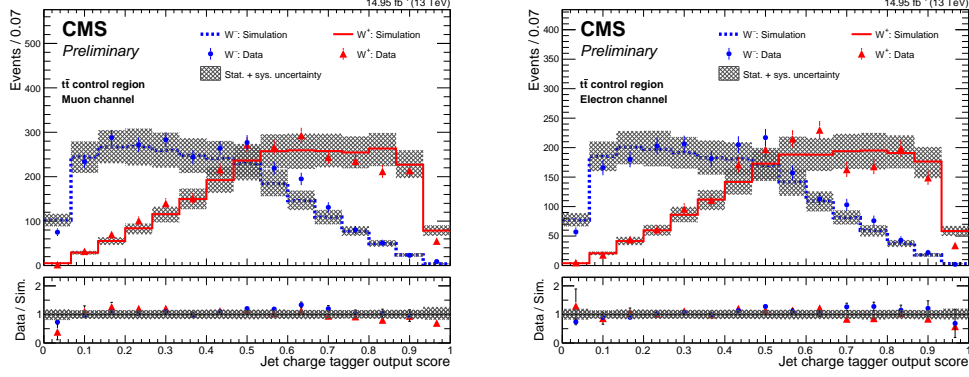 14.95 fb⁻¹ (13 TeV)
CMS
Preliminary
W⁻: Simulation
W⁺: Simulation
W⁻: Data
W⁺: Data
Stat. + sys. uncertainty
tt̄ control region
Muon channel
Events / 0.07
500
400
300
200
100
0
Data / Sim.
2
1
0
0 0.1 0.2 0.3 0.4 0.5 0.6 0.7 0.8 0.9 1
Jet charge tagger output score
14.95 fb⁻¹ (13 TeV)
CMS
Preliminary
W⁻: Simulation
W⁺: Simulation
W⁻: Data
W⁺: Data
Stat. + sys. uncertainty
tt̄ control region
Electron channel
Events / 0.07
400
350
300
250
200
150
100
50
0
Data / Sim.
2
1
0
0 0.1 0.2 0.3 0.4 0.5 0.6 0.7 0.8 0.9 1
Jet charge tagger output score